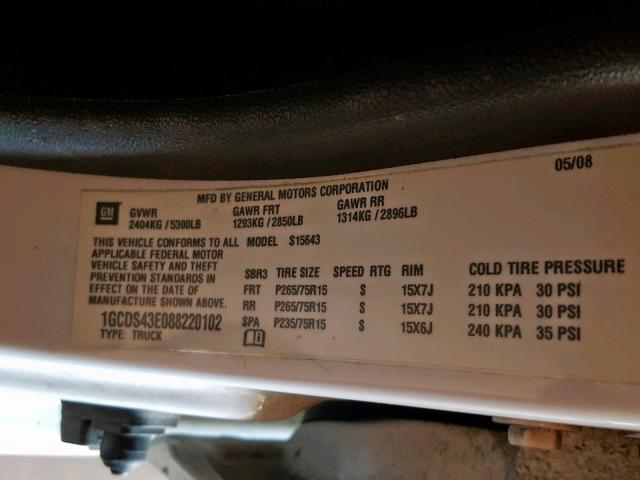 05/08
MFD BY GENERAL MOTORS CORPORATION
GM
GVWR GAWR FRT GAWR RR
2404KG / 5300LB 1293KG / 2850LB 1314KG / 2896LB
THIS VEHICLE CONFORMS TO ALL MODEL S15643
APPLICABLE FEDERAL MOTOR
VEHICLE SAFETY AND THEFT
PREVENTION STANDARDS IN
EFFECT ON THE DATE OF
MANUFACTURE SHOWN ABOVE.
1GCDS43E088220102
TYPE: TRUCK
SBR3 TIRE SIZE SPEED RTG RIM COLD TIRE PRESSURE
FRT P265/75R15 S 15X7J 210 KPA 30 PSI
RR P265/75R15 S 15X7J 210 KPA 30 PSI
SPA P235/75R15 S 15X6J 240 KPA 35 PSI